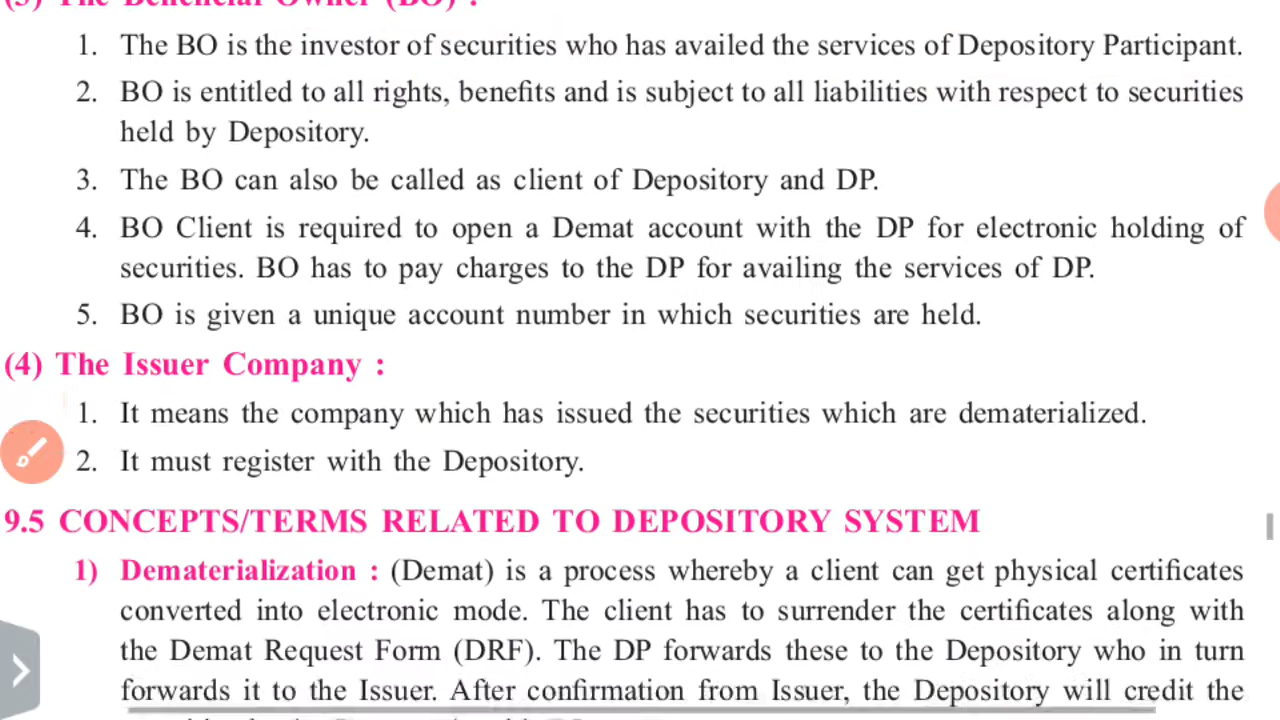 (3) The Beneficial Owner (BO) :
1. The BO is the investor of securities who has availed the services of Depository Participant.
2. BO is entitled to all rights, benefits and is subject to all liabilities with respect to securities
held by Depository.
3. The BO can also be called as client of Depository and DP.
4. BO Client is required to open a Demat account with the DP for electronic holding of
securities. BO has to pay charges to the DP for availing the services of DP.
5. BO is given a unique account number in which securities are held.
(4) The Issuer Company :
1. It means the company which has issued the securities which are dematerialized.
2. It must register with the Depository.
9.5 CONCEPTS/TERMS RELATED TO DEPOSITORY SYSTEM
1) Dematerialization : (Demat) is a process whereby a client can get physical certificates
converted into electronic mode. The client has to surrender the certificates along with
the Demat Request Form (DRF). The DP forwards these to the Depository who in turn
forwards it to the Issuer. After confirmation from Issuer, the Depository will credit the